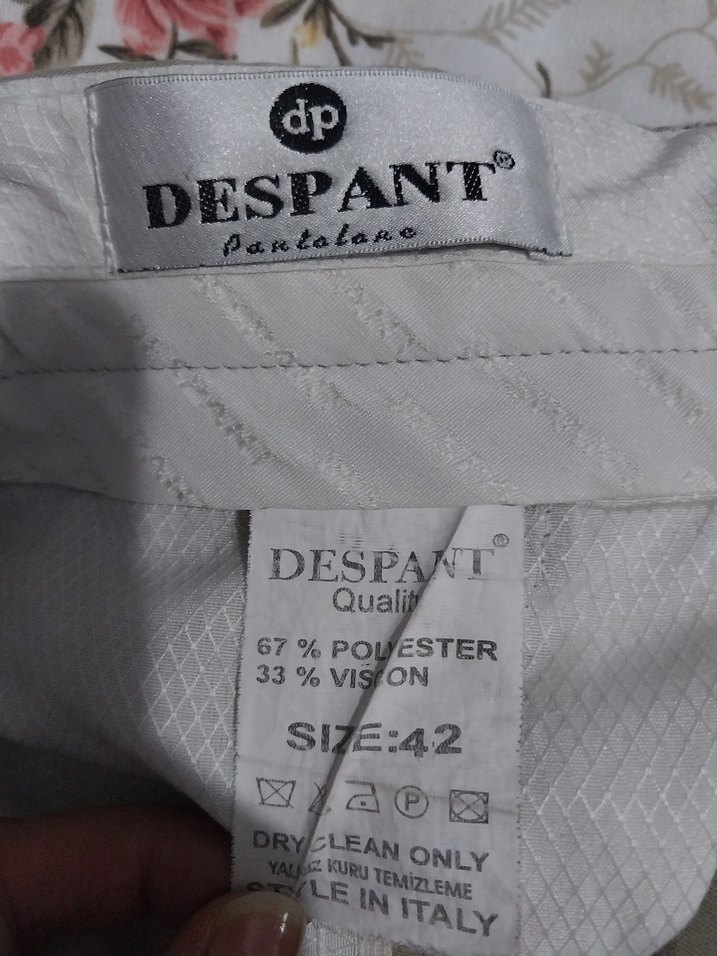 dp
DESPANT®
Pantolone
DESPANT®
Quality
67 % POLYESTER
33 % VISCON
SIZE:42
P
DRY CLEAN ONLY
YALNIZ KURU TEMİZLEME
STYLE IN ITALY